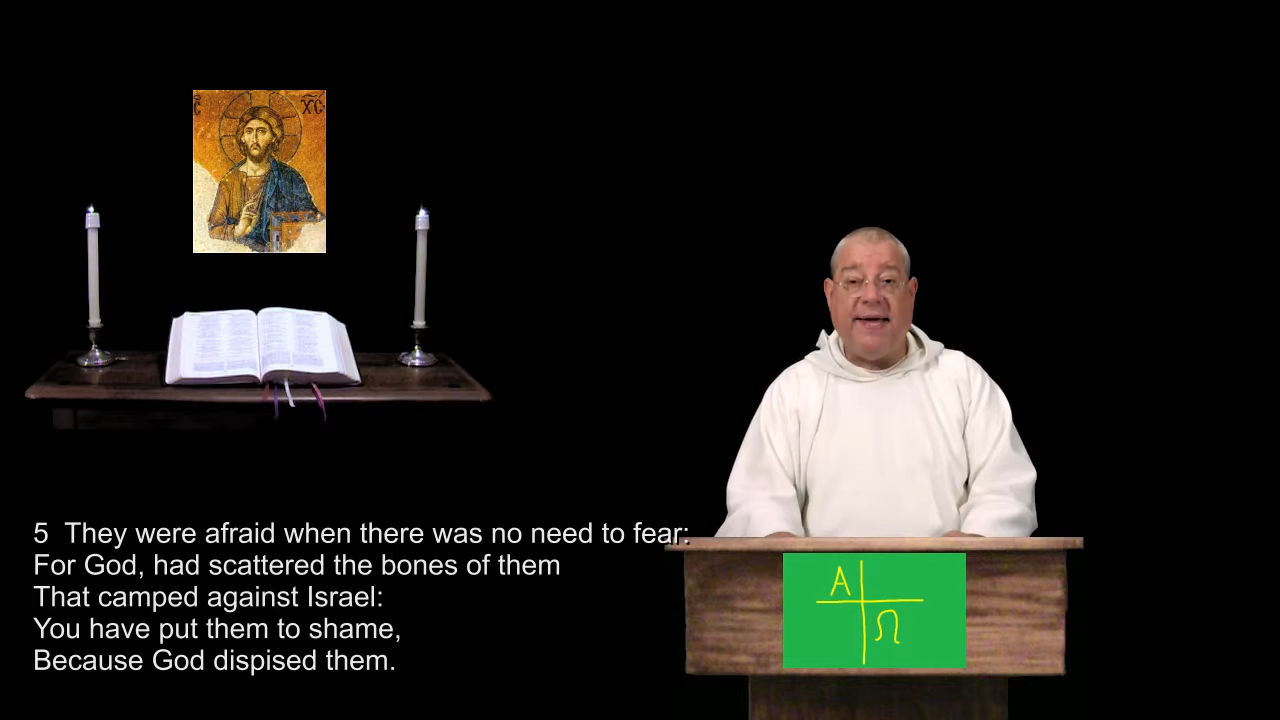 XC
5 They were afraid when there was no need to fear:
For God, had scattered the bones of them
That camped against Israel:
You have put them to shame,
Because God dispised them.
A
Ω